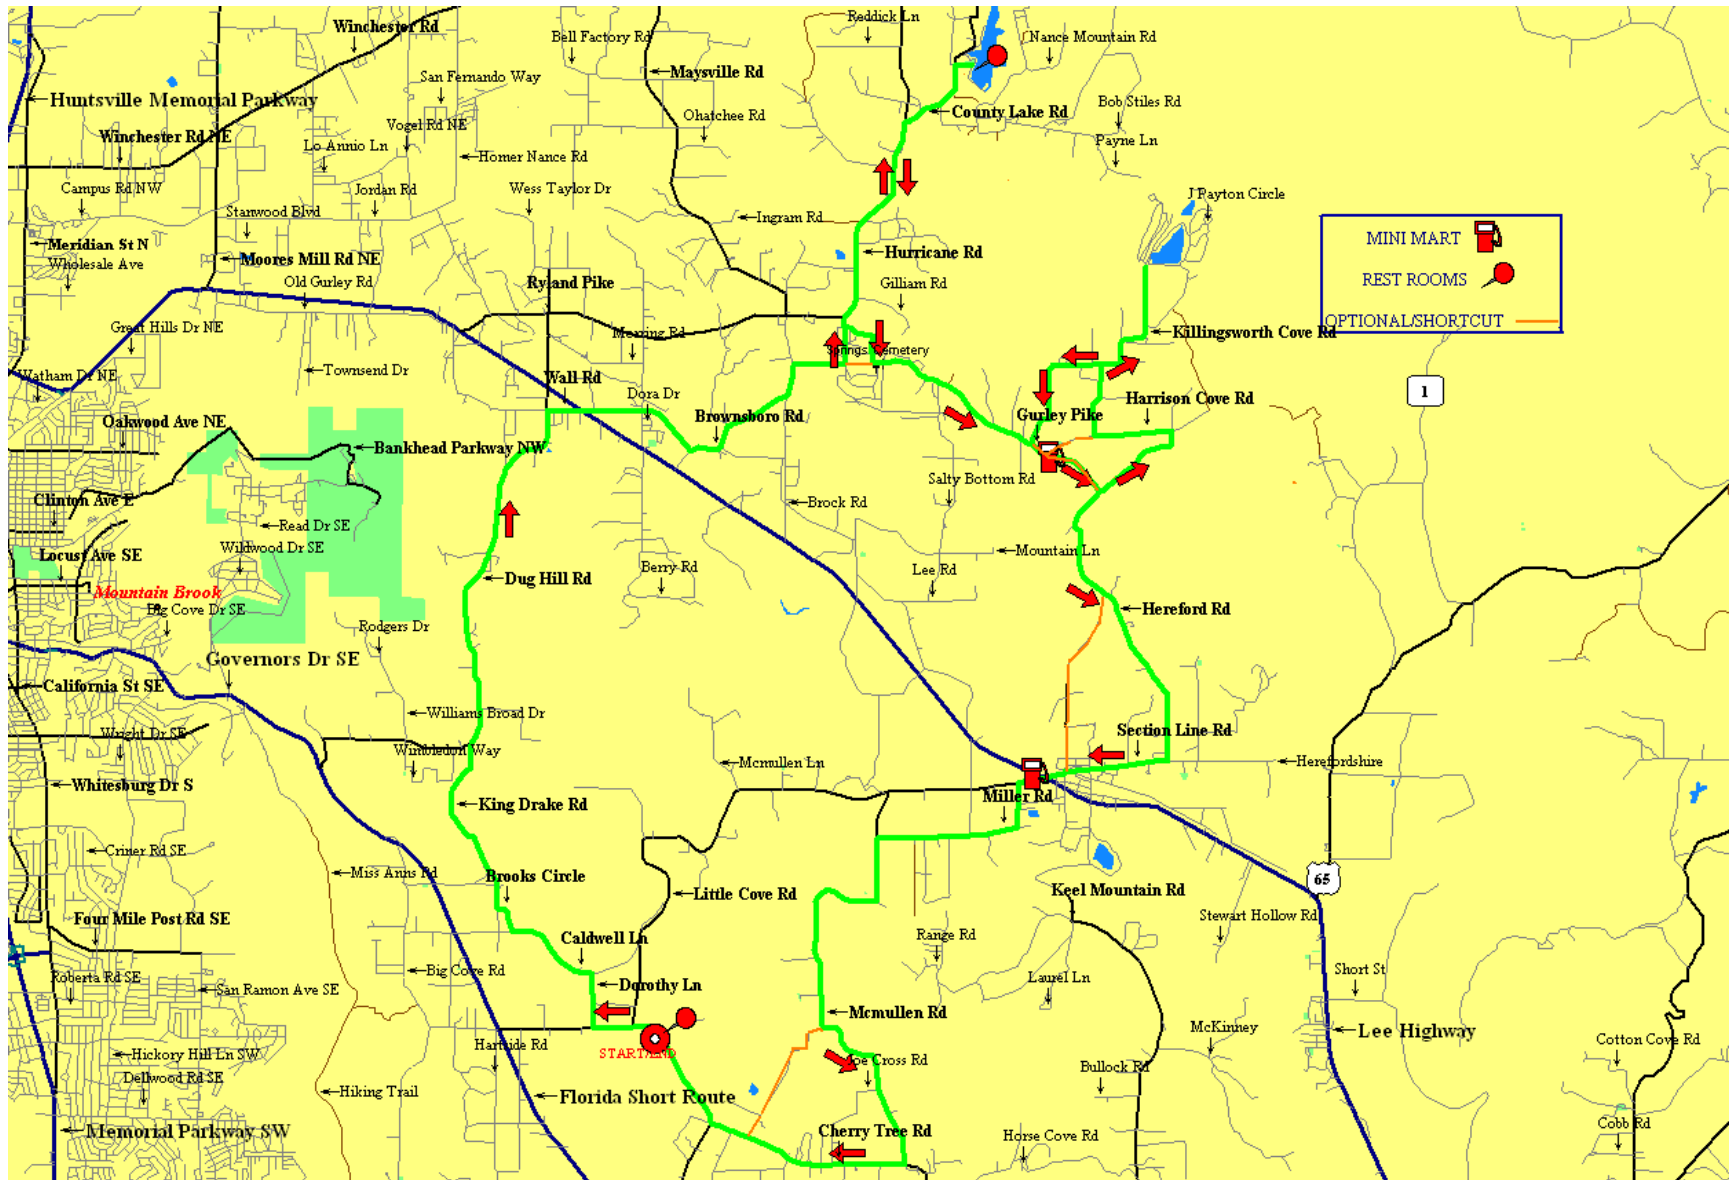 Reddick Ln
Winchester Rd
Bell Factory Rd
Nance Mountain Rd
San Fernando Way
Maysville Rd
Huntsville Memorial Parkway
Bob Stiles Rd
County Lake Rd
Ohatchee Rd
Vogel Rd NE
Winchester Rd NE
Payne Ln
Lo Annio Ln
Homer Nance Rd
Campus Rd NW
Jordan Rd
Wess Taylor Dr
J Payton Circle
Stanwood Blvd
Ingram Rd
MINI MART
Meridian St N
Hurricane Rd
Moores Mill Rd NE
Wholesale Ave
REST ROOMS
Old Gurley Rd
Ryland Pike
Gilliam Rd
OPTIONAL/SHORTCUT
Great Hills Dr NE
Merring Rd
Killingsworth Cove Rd
Springs Cemetery
Townsend Dr
Watham Dr NE
Wall Rd
Dora Dr
Harrison Cove Rd
1
Brownsboro Rd
Gurley Pike
Oakwood Ave NE
Bankhead Parkway NW
Salty Bottom Rd
Clinton Ave E
Brock Rd
Read Dr SE
Wildwood Dr SE
Mountain Ln
Locust Ave SE
Berry Rd
Lee Rd
Dug Hill Rd
Mountain Brook
Big Cove Dr SE
Hereford Rd
Rodgers Dr
Governors Dr SE
California St SE
Williams Broad Dr
Wright Dr SE
Section Line Rd
Wimbledon Way
Mcmullen Ln
Herefordshire
Whitesburg Dr S
King Drake Rd
Miller Rd
Criner Rd SE
Miss Anns Rd
Brooks Circle
65
Little Cove Rd
Keel Mountain Rd
Four Mile Post Rd SE
Stewart Hollow Rd
Caldwell Ln
Range Rd
Big Cove Rd
Short St
Roberta Rd SE
Laurel Ln
San Ramon Ave SE
Dorothy Ln
Mcmullen Rd
McKinney
Lee Highway
Hartside Rd
START/END
Cotton Cove Rd
Hickory Hill Ln SW
Joe Cross Rd
Bullock Rd
Dellwood Rd SE
Hiking Trail
Florida Short Route
Cobb Rd
Memorial Parkway SW
Cherry Tree Rd
Horse Cove Rd